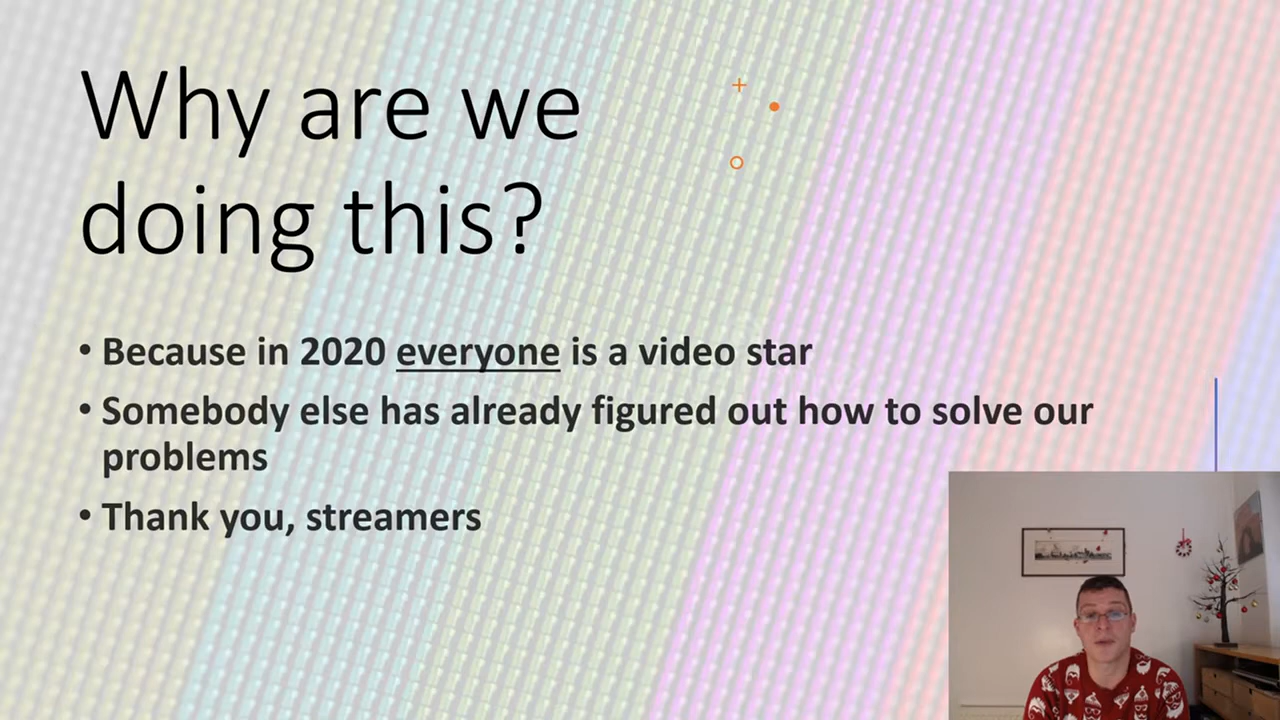 Why are we
doing this?
• Because in 2020 everyone is a video star
• Somebody else has already figured out how to solve our
problems
• Thank you, streamers